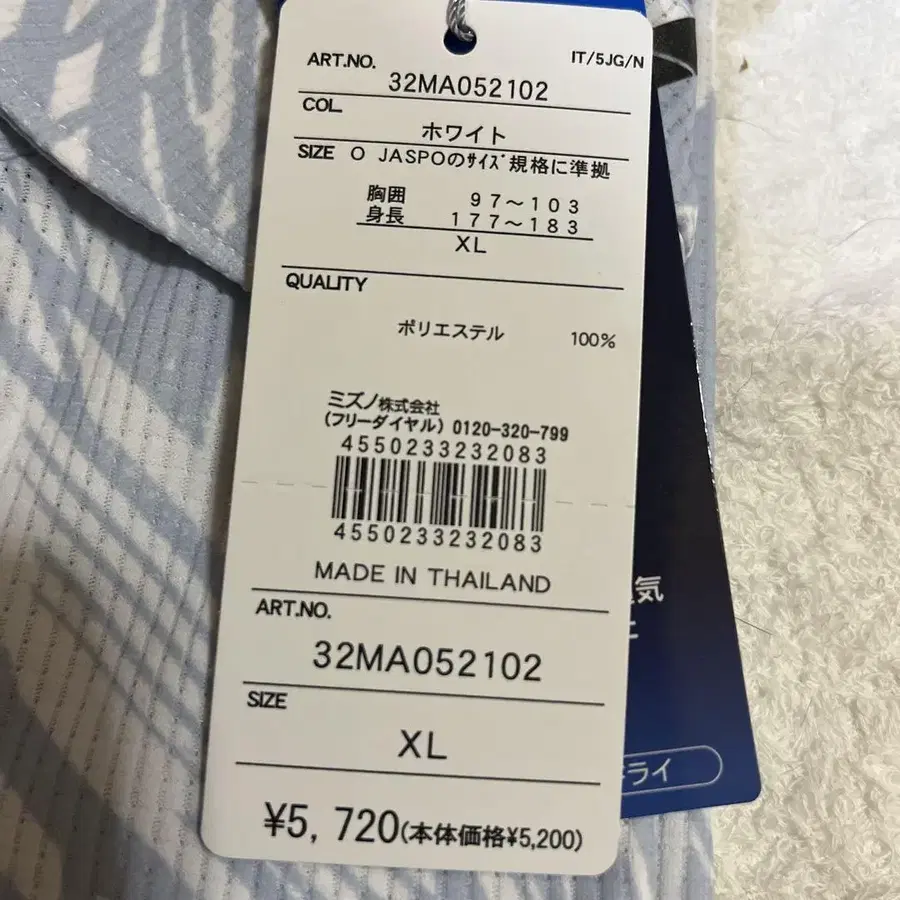 ART.NO.
IT/5JG/N
32MA052102
COL.
ホワイト
SIZE O JASPOのｻｲｽﾞ規格に準拠
胸囲 97～103
身長 177～183
XL
QUALITY
ポリエステル 100%
ミズノ株式会社
(フリーダイヤル) 0120-320-799
4550233232083
4550233232083
MADE IN THAILAND
ART.NO.
32MA052102
SIZE
XL
¥5,720(本体価格¥5,200)
気
ライ